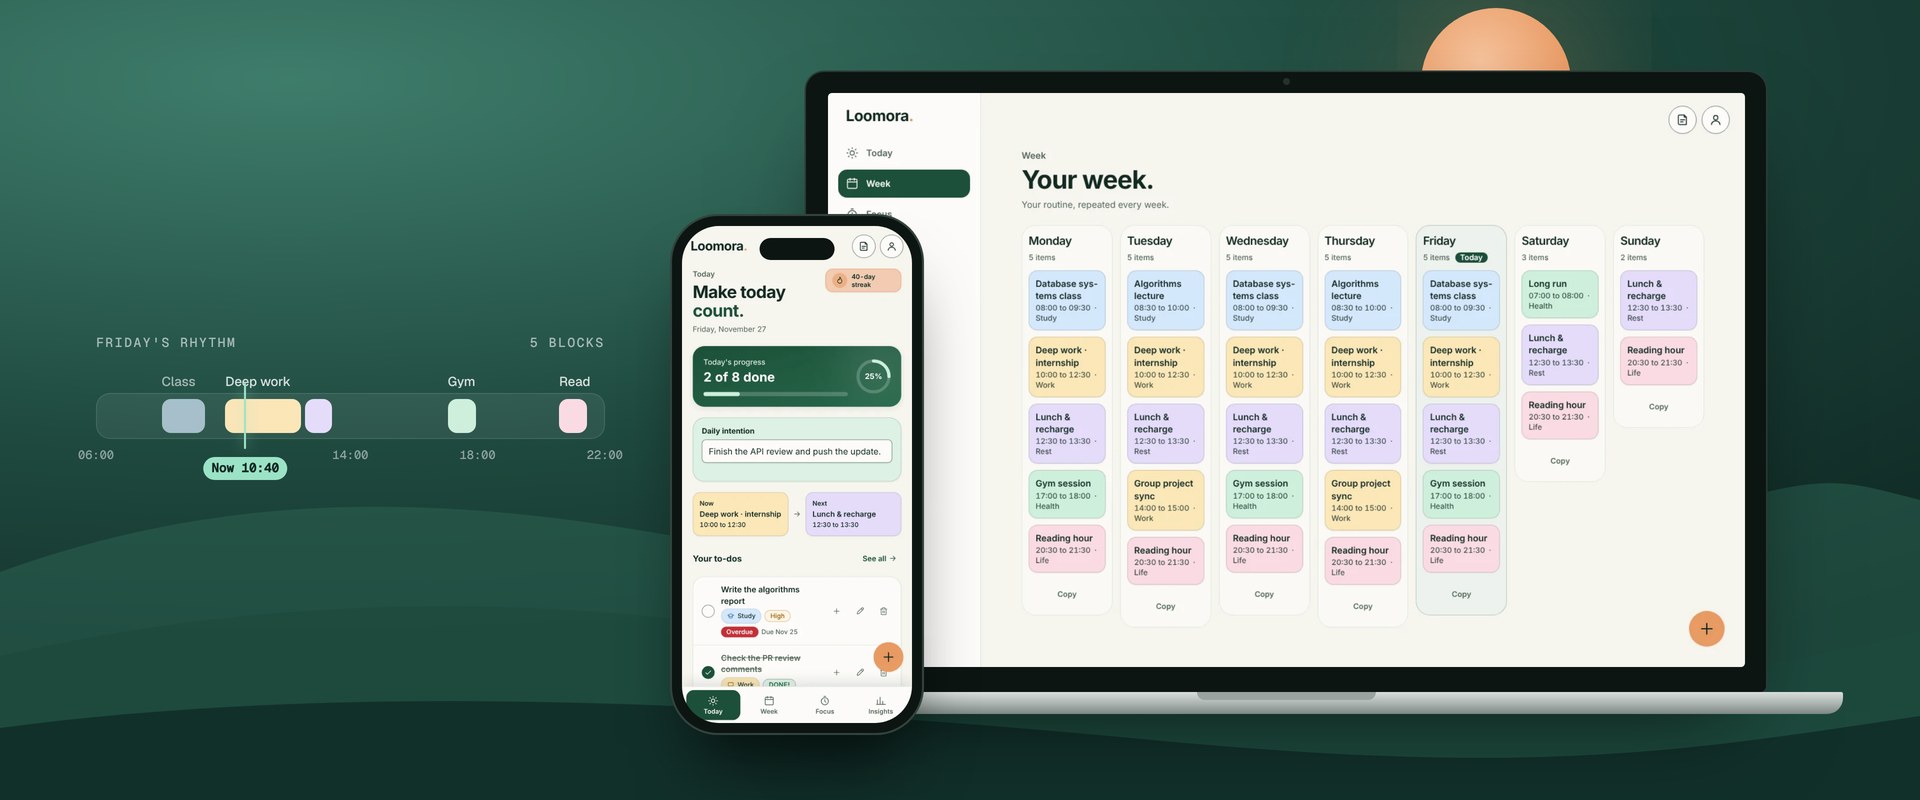 FRIDAY'S RHYTHM
5 BLOCKS
Class
Deep work
Gym
Read
06:00
14:00
18:00
22:00
Now 10:40
Loomora.
Today
40-day
streak
Make today
count.
Friday, November 27
Today's progress
2 of 8 done
25%
Daily intention
Finish the API review and push the update.
Now
Deep work · internship
10:00 to 12:30
→
Next
Lunch & recharge
12:30 to 13:30
Your to-dos
See all →
Write the algorithms
report
Study
High
Overdue
Due Nov 25
Check the PR review
comments
Work
DONE!
Today
Week
Focus
Insights
Loomora.
Today
Week
Focus
Week
Your week.
Your routine, repeated every week.
Monday
5 items
Database sys-
tems class
08:00 to 09:30 ·
Study
Deep work ·
internship
10:00 to 12:30 ·
Work
Lunch &
recharge
12:30 to 13:30 ·
Rest
Gym session
17:00 to 18:00 ·
Health
Reading hour
20:30 to 21:30 ·
Life
Copy
Tuesday
5 items
Algorithms
lecture
08:30 to 10:00 ·
Study
Deep work ·
internship
10:00 to 12:30 ·
Work
Lunch &
recharge
12:30 to 13:30 ·
Rest
Group project
sync
14:00 to 15:00 ·
Work
Reading hour
20:30 to 21:30 ·
Life
Copy
Wednesday
5 items
Database sys-
tems class
08:00 to 09:30 ·
Study
Deep work ·
internship
10:00 to 12:30 ·
Work
Lunch &
recharge
12:30 to 13:30 ·
Rest
Gym session
17:00 to 18:00 ·
Health
Reading hour
20:30 to 21:30 ·
Life
Copy
Thursday
5 items
Algorithms
lecture
08:30 to 10:00 ·
Study
Deep work ·
internship
10:00 to 12:30 ·
Work
Lunch &
recharge
12:30 to 13:30 ·
Rest
Group project
sync
14:00 to 15:00 ·
Work
Reading hour
20:30 to 21:30 ·
Life
Copy
Friday
5 items
Today
Database sys-
tems class
08:00 to 09:30 ·
Study
Deep work ·
internship
10:00 to 12:30 ·
Work
Lunch &
recharge
12:30 to 13:30 ·
Rest
Gym session
17:00 to 18:00 ·
Health
Reading hour
20:30 to 21:30 ·
Life
Copy
Saturday
3 items
Long run
07:00 to 08:00 ·
Health
Lunch &
recharge
12:30 to 13:30 ·
Rest
Reading hour
20:30 to 21:30 ·
Life
Copy
Sunday
2 items
Lunch &
recharge
12:30 to 13:30 ·
Rest
Reading hour
20:30 to 21:30 ·
Life
Copy